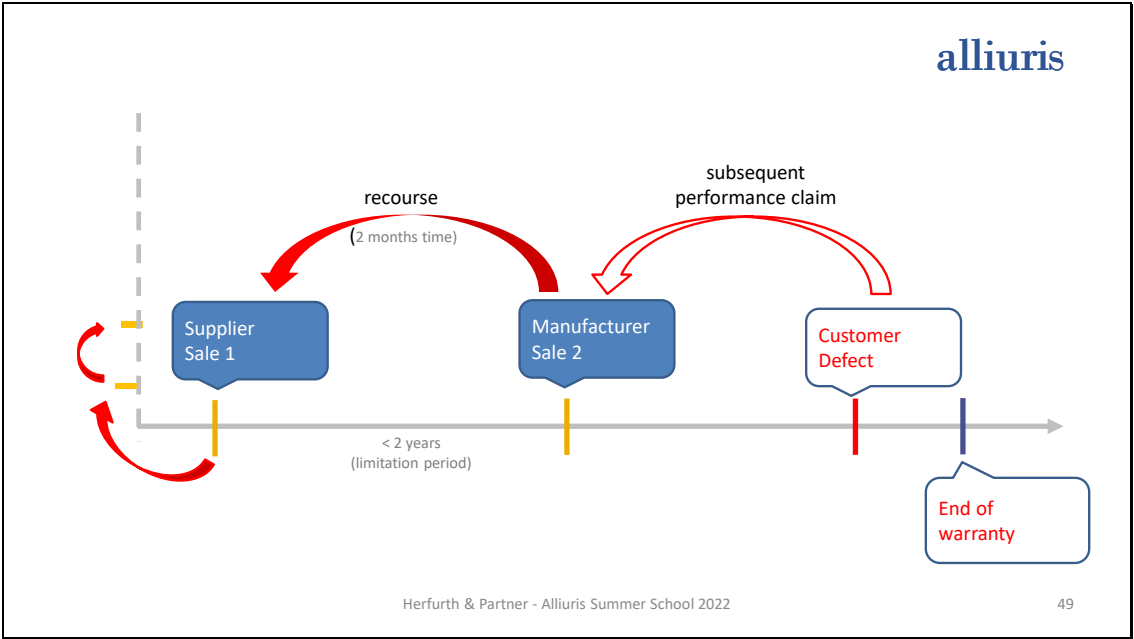 alliuris
subsequent
performance claim
recourse
(2 months time)
Supplier
Sale 1
Manufacturer
Sale 2
Customer
Defect
< 2 years
(limitation period)
End of
warranty
Herfurth & Partner - Alliuris Summer School 2022
49